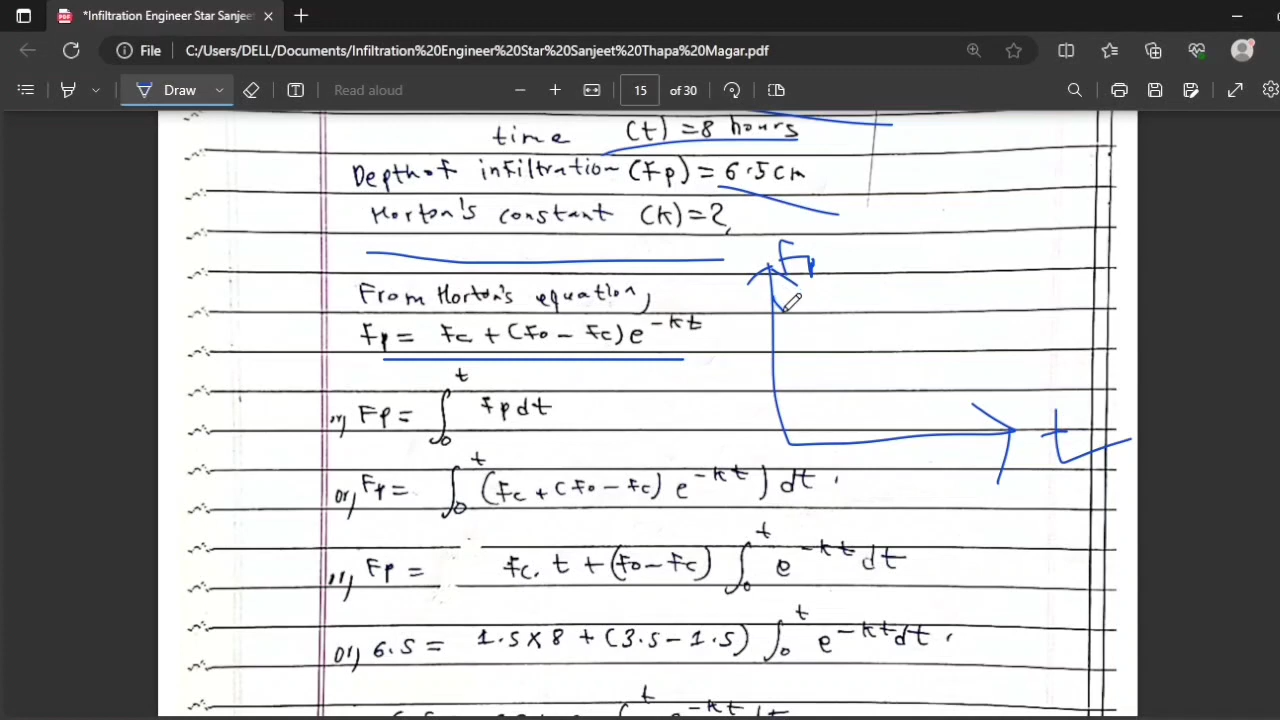 *Infiltration Engineer Star Sanjeet
File C:/Users/DELL/Documents/Infiltration%20Engineer%20Star%20Sanjeet%20Thapa%20Magar.pdf
Draw Read aloud 15 of 30
time (t) = 8 hours
Depth of infiltration (Fp) = 6.5 cm
Horton's constant (k) = 2,
Fp
From Horton's equation,
fp = fc + (fo - fc) e^-kt
or, Fp = ∫₀ᵗ fp dt
t
or, Fp = ∫₀ᵗ (fc + (fo - fc) e^-kt) dt.
or, Fp = fc. t + (fo - fc) ∫₀ᵗ e^-kt dt
or, 6.5 = 1.5 x 8 + (3.5 - 1.5) ∫₀ᵗ e^-kt dt.